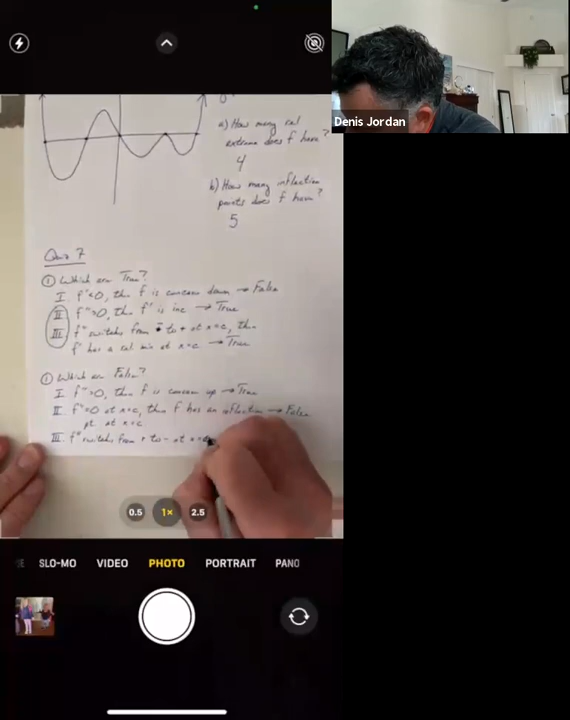 Denis Jordan
a) How many rel
extrema does f have?
4
b) How many inflection
points does f have?
5
Quiz 7
① Which are True?
I. f'<0, then f is concave down → False
II. f''>0, then f' is inc → True
III. f'' switches from - to + at x=c, then
f' has a rel min at x=c → True
① Which are False?
I. f''>0, then f is concave up → True
II. f''=0 at x=c, then f has an inflection → False
pt. at x=c
III. f'' switches from + to - at x=c
0.5
1×
2.5
SLO-MO
VIDEO
PHOTO
PORTRAIT
PANO